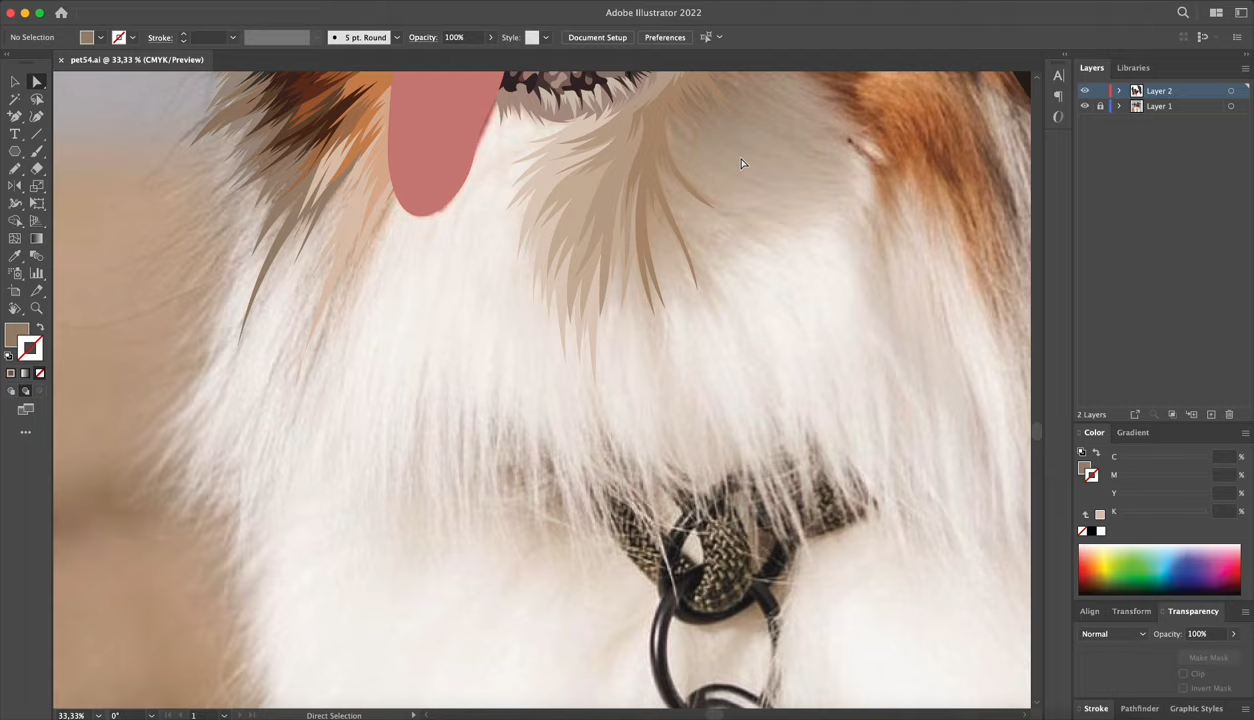 Adobe Illustrator 2022
No Selection
Stroke:
5 pt. Round
Opacity:
100%
Style:
Document Setup
Preferences
pet54.ai @ 33,33 % (CMYK/Preview)
Layers
Libraries
Layer 2
Layer 1
2 Layers
Color
Gradient
C
%
M
%
Y
%
K
%
Align
Transform
Transparency
Normal
Opacity:
100%
Make Mask
Clip
Invert Mask
Stroke
Pathfinder
Graphic Styles
33,33%
0°
1
Direct Selection